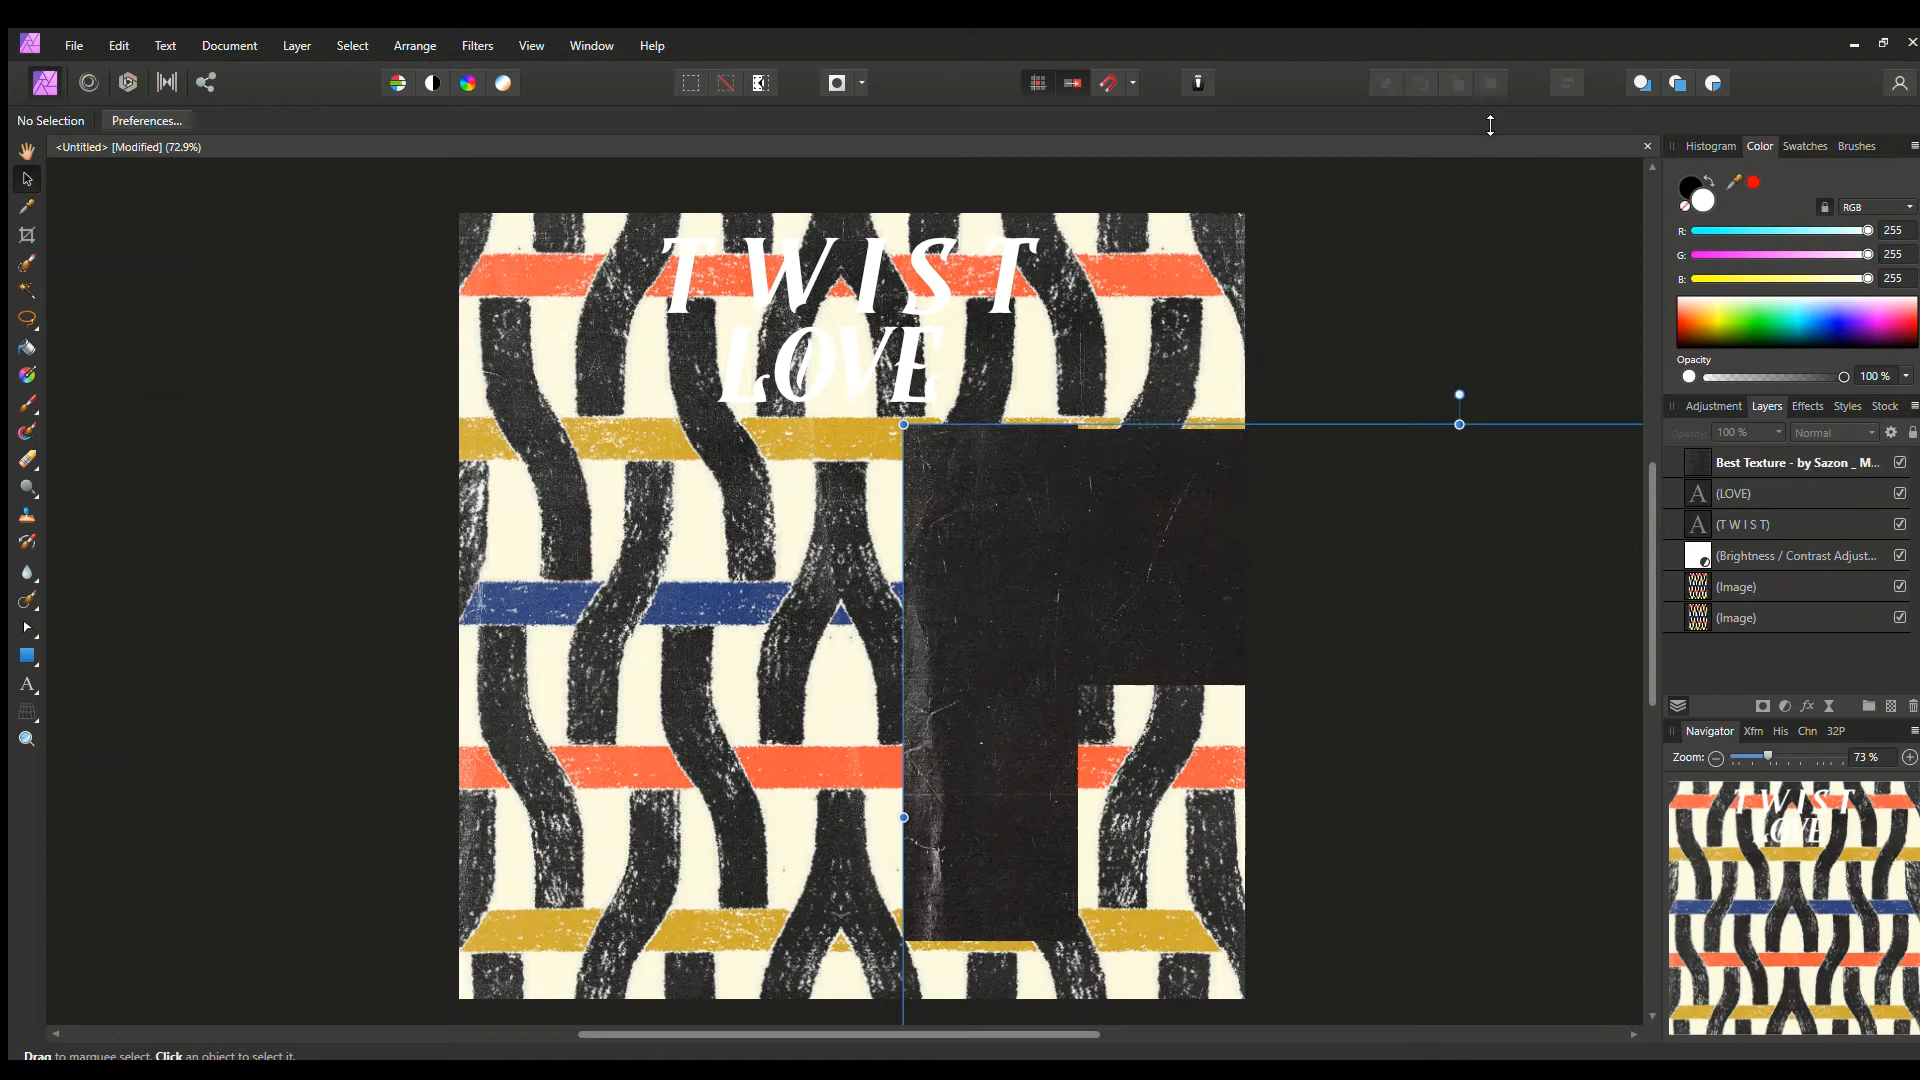 File Edit Text Document Layer Select Arrange Filters View Window Help
No Selection Preferences...
<Untitled> [Modified] (72.9%)
Histogram Color Swatches Brushes
RGB
R: 255
G: 255
B: 255
Opacity
100 %
Adjustment Layers Effects Styles Stock
Opacity: 100 % Normal
Best Texture - by Sazon _ M...
A (LOVE)
A (T W I S T)
(Brightness / Contrast Adjust...
(Image)
(Image)
Navigator Xfm His Chn 32P
Zoom: 73 %
T W I S T
LOVE
T W I S T
LOVE
Drag to marquee select. Click an object to select it.